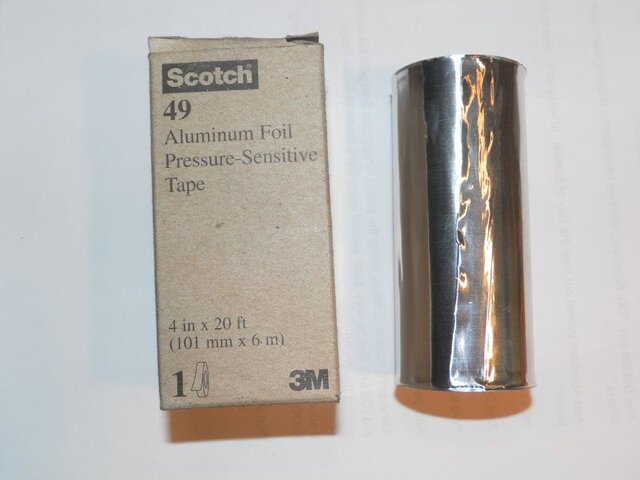 Scotch
49
Aluminum Foil
Pressure-Sensitive
Tape
4 in x 20 ft
(101 mm x 6 m)
1
3M